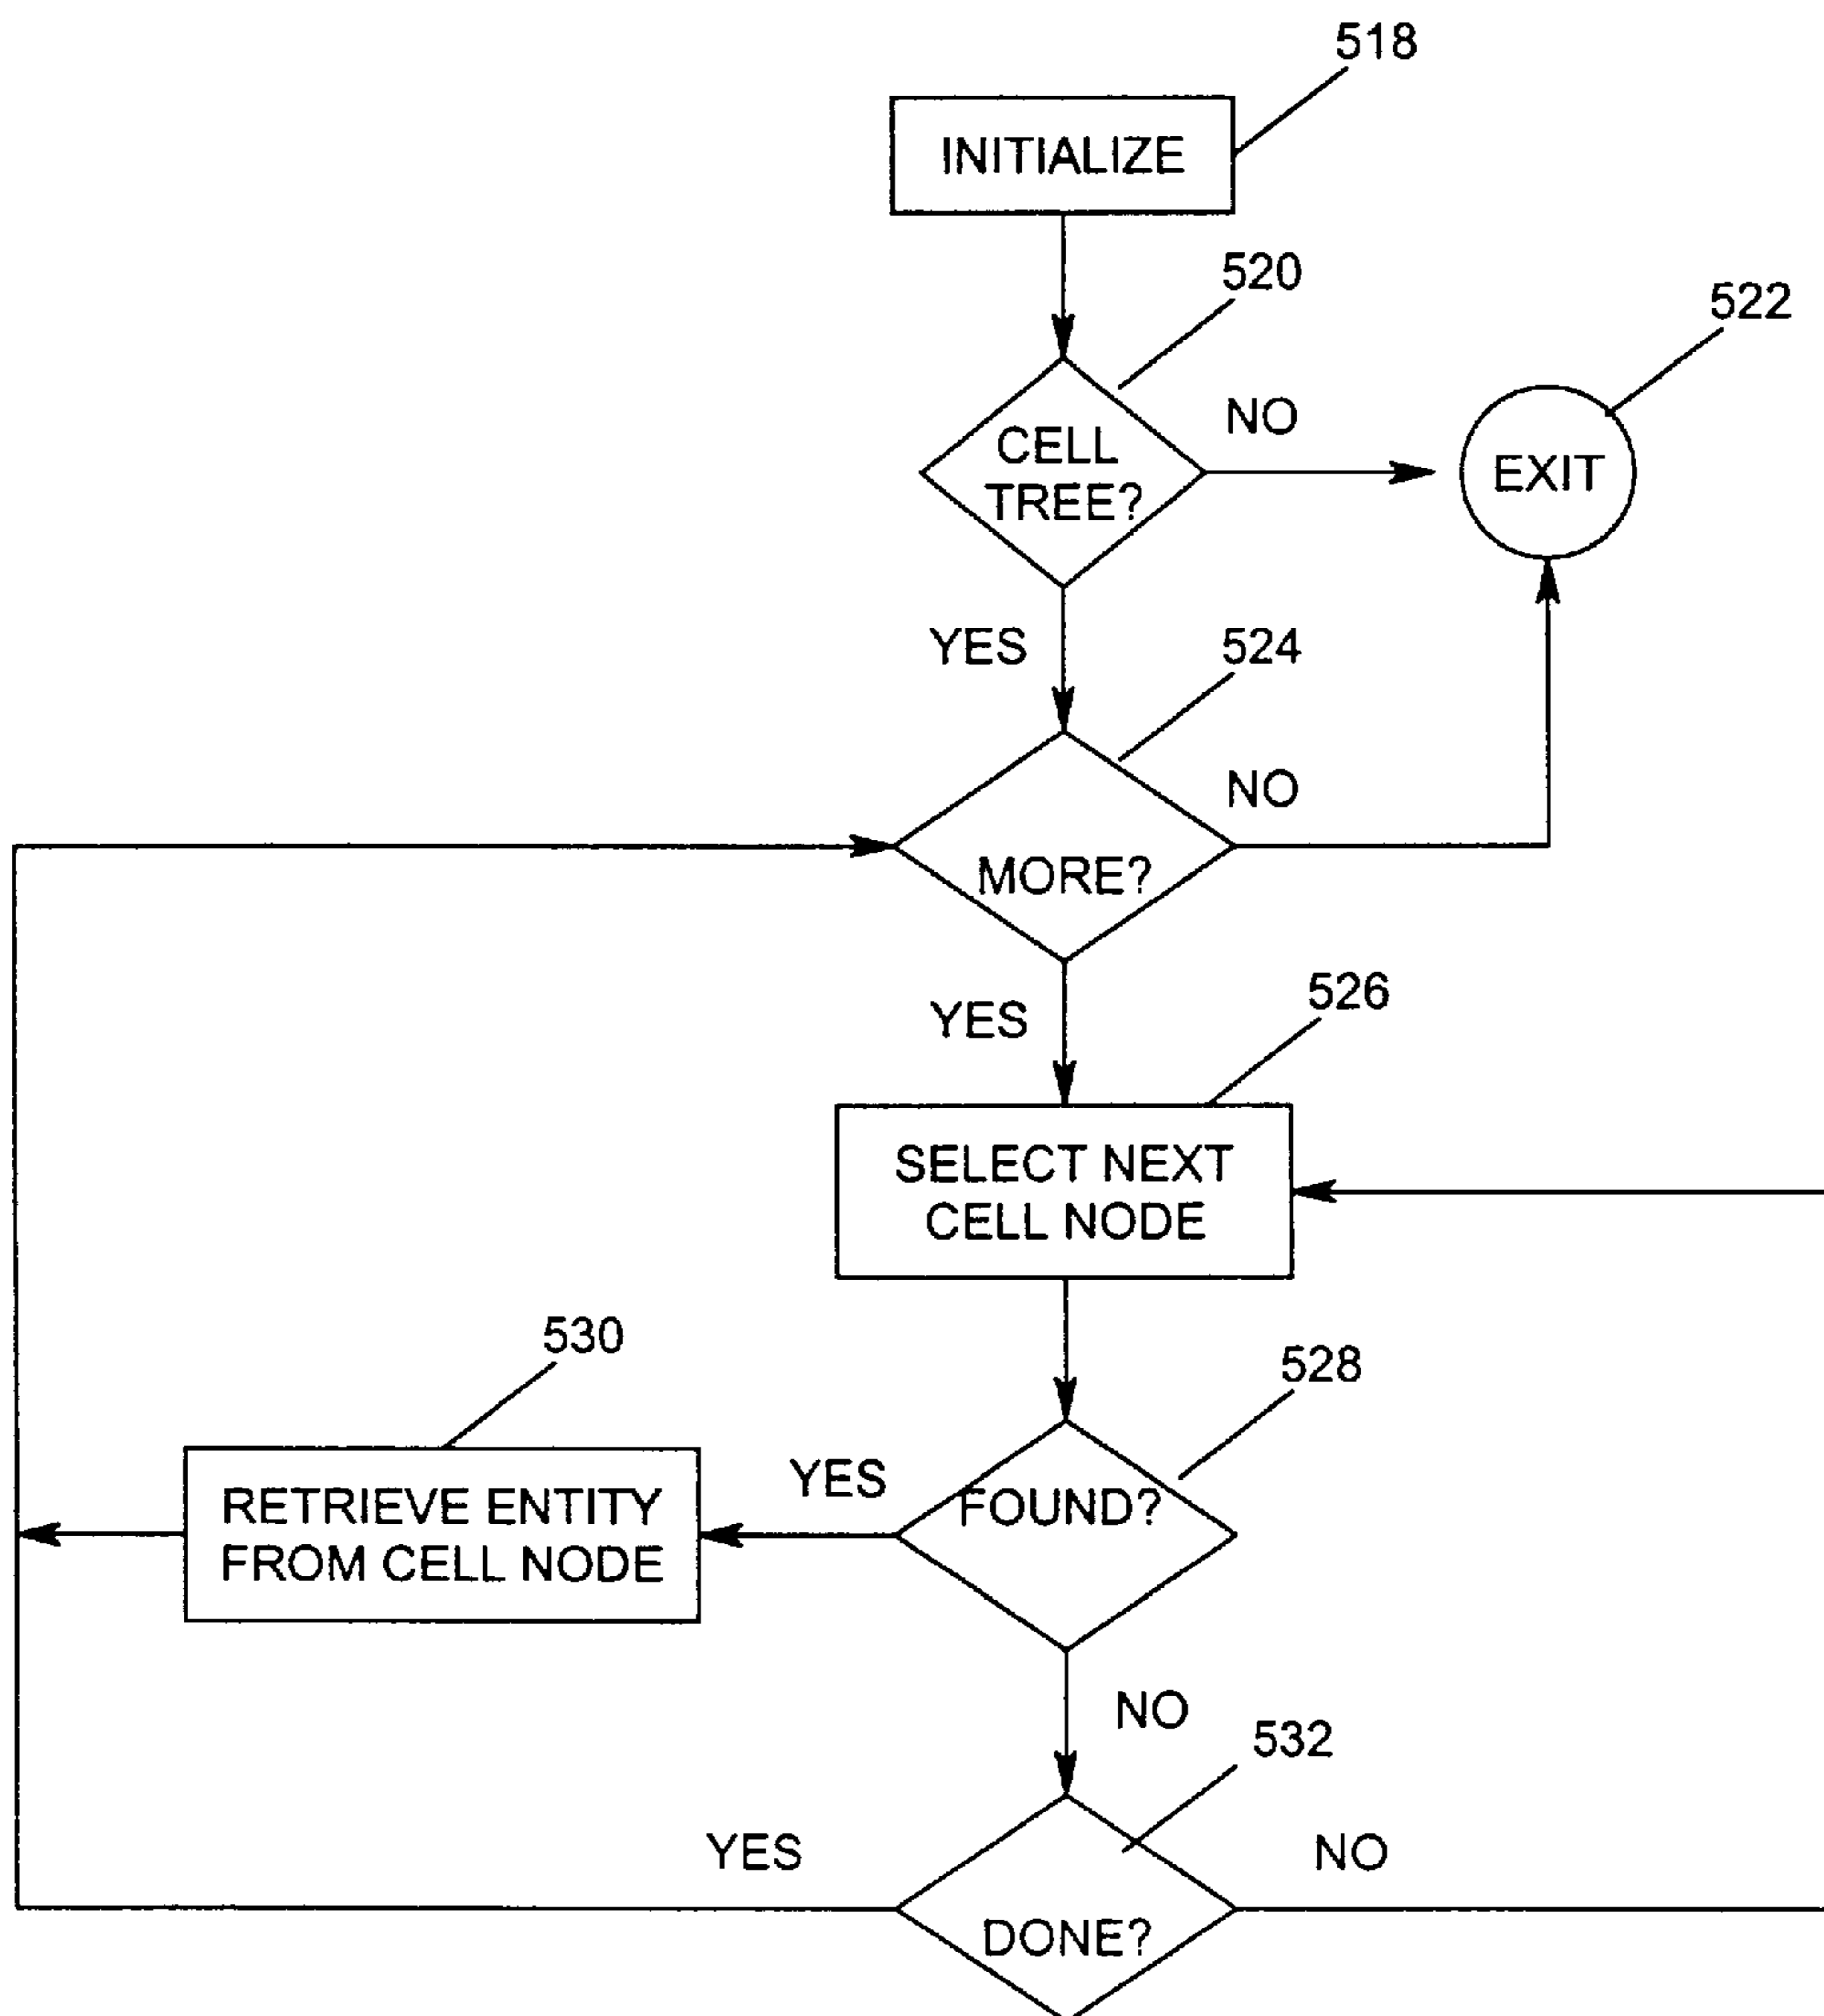 518
INITIALIZE
520
522
CELL
TREE?
NO
EXIT
YES
524
NO
MORE?
YES
526
SELECT NEXT
CELL NODE
530
528
RETRIEVE ENTITY
FROM CELL NODE
YES
FOUND?
NO
532
YES
NO
DONE?